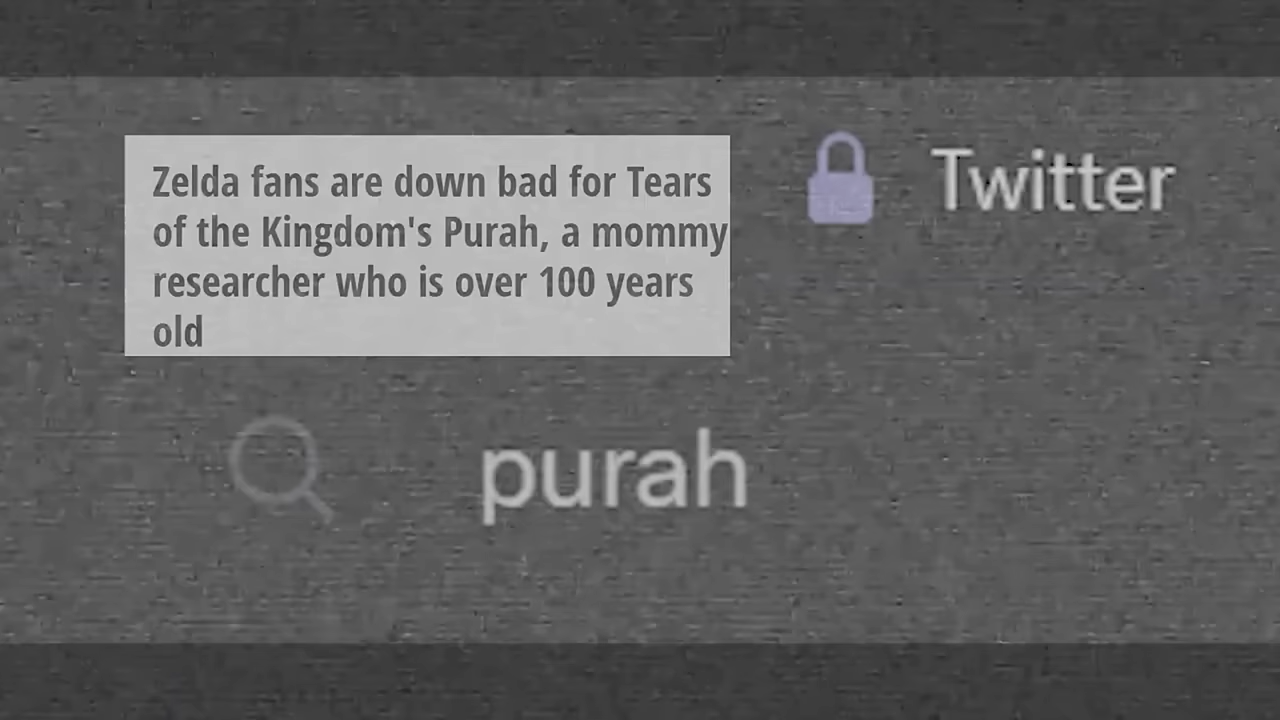 Zelda fans are down bad for Tears
of the Kingdom's Purah, a mommy
researcher who is over 100 years
old
Twitter
purah